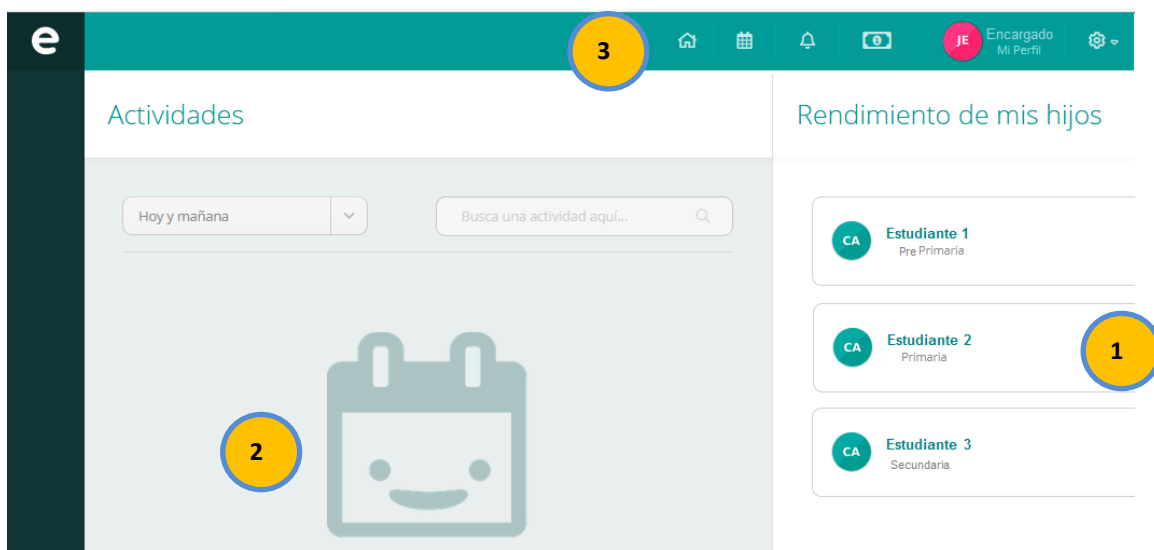 e
3
JE
Encargado
Mi Perfil
Actividades
Rendimiento de mis hijos
Hoy y mañana
Busca una actividad aquí...
CA
Estudiante 1
Pre Primaria
CA
Estudiante 2
Primaria
1
2
CA
Estudiante 3
Secundaria